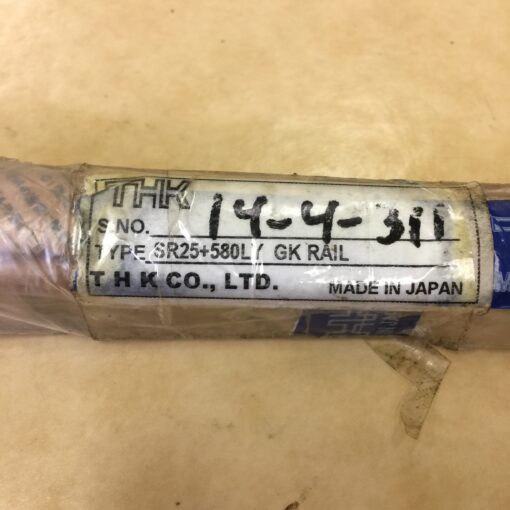 THK
S.NO. 14-4-311
TYPE SR25+580LY GK RAIL
T H K CO., LTD. MADE IN JAPAN